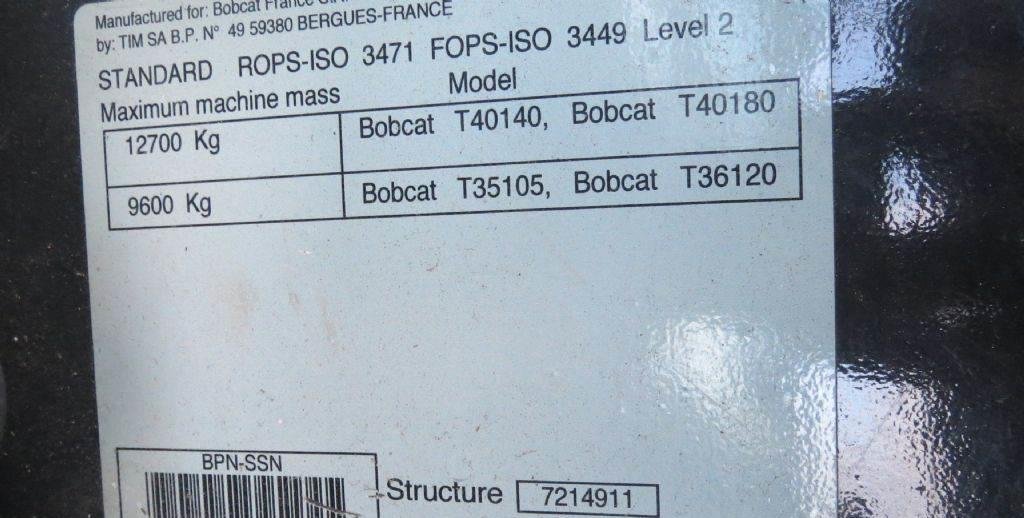 Manufactured for: Bobcat France
by: TIM SA B.P. N° 49 59380 BERGUES-FRANCE
STANDARD ROPS-ISO 3471 FOPS-ISO 3449 Level 2
Maximum machine mass Model
12700 Kg Bobcat T40140, Bobcat T40180
9600 Kg Bobcat T35105, Bobcat T36120
BPN-SSN
Structure 7214911